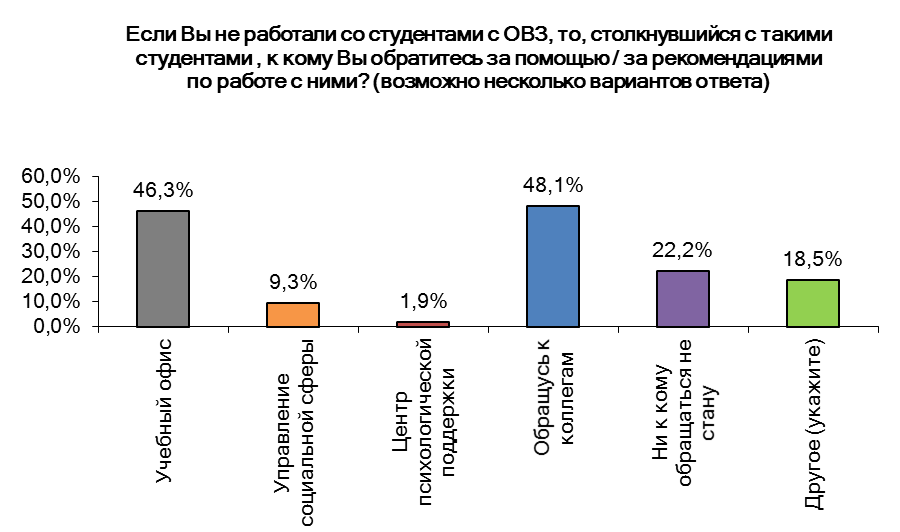 Если Вы не работали со студентами с ОВЗ, то, столкнувшийся с такими
студентами , к кому Вы обратитесь за помощью / за рекомендациями
по работе с ними? (возможно несколько вариантов ответа)
60,0%
50,0%
40,0%
30,0%
20,0%
10,0%
0,0%
46,3%
9,3%
1,9%
48,1%
22,2%
18,5%
Учебный офис
Управление
социальной сферы
Центр
психологической
поддержки
Обращусь к
коллегам
Ни к кому
обращаться не
стану
Другое (укажите)